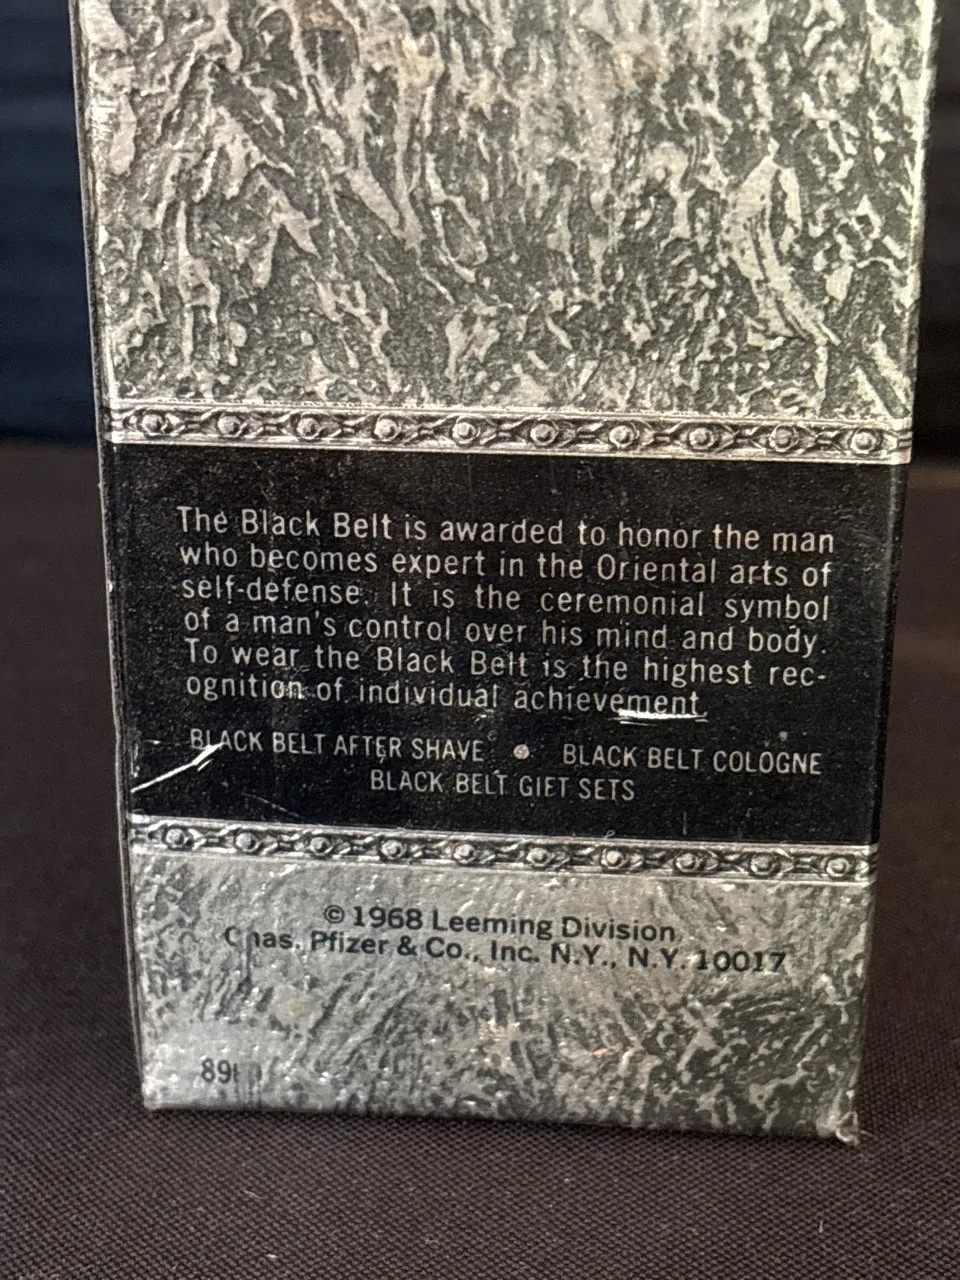 The Black Belt is awarded to honor the man
who becomes expert in the Oriental arts of
self-defense. It is the ceremonial symbol
of a man's control over his mind and body.
To wear the Black Belt is the highest rec-
ognition of individual achievement.
BLACK BELT AFTER SHAVE • BLACK BELT COLOGNE
BLACK BELT GIFT SETS
© 1968 Leeming Division
Chas. Pfizer & Co., Inc. N.Y., N.Y. 10017